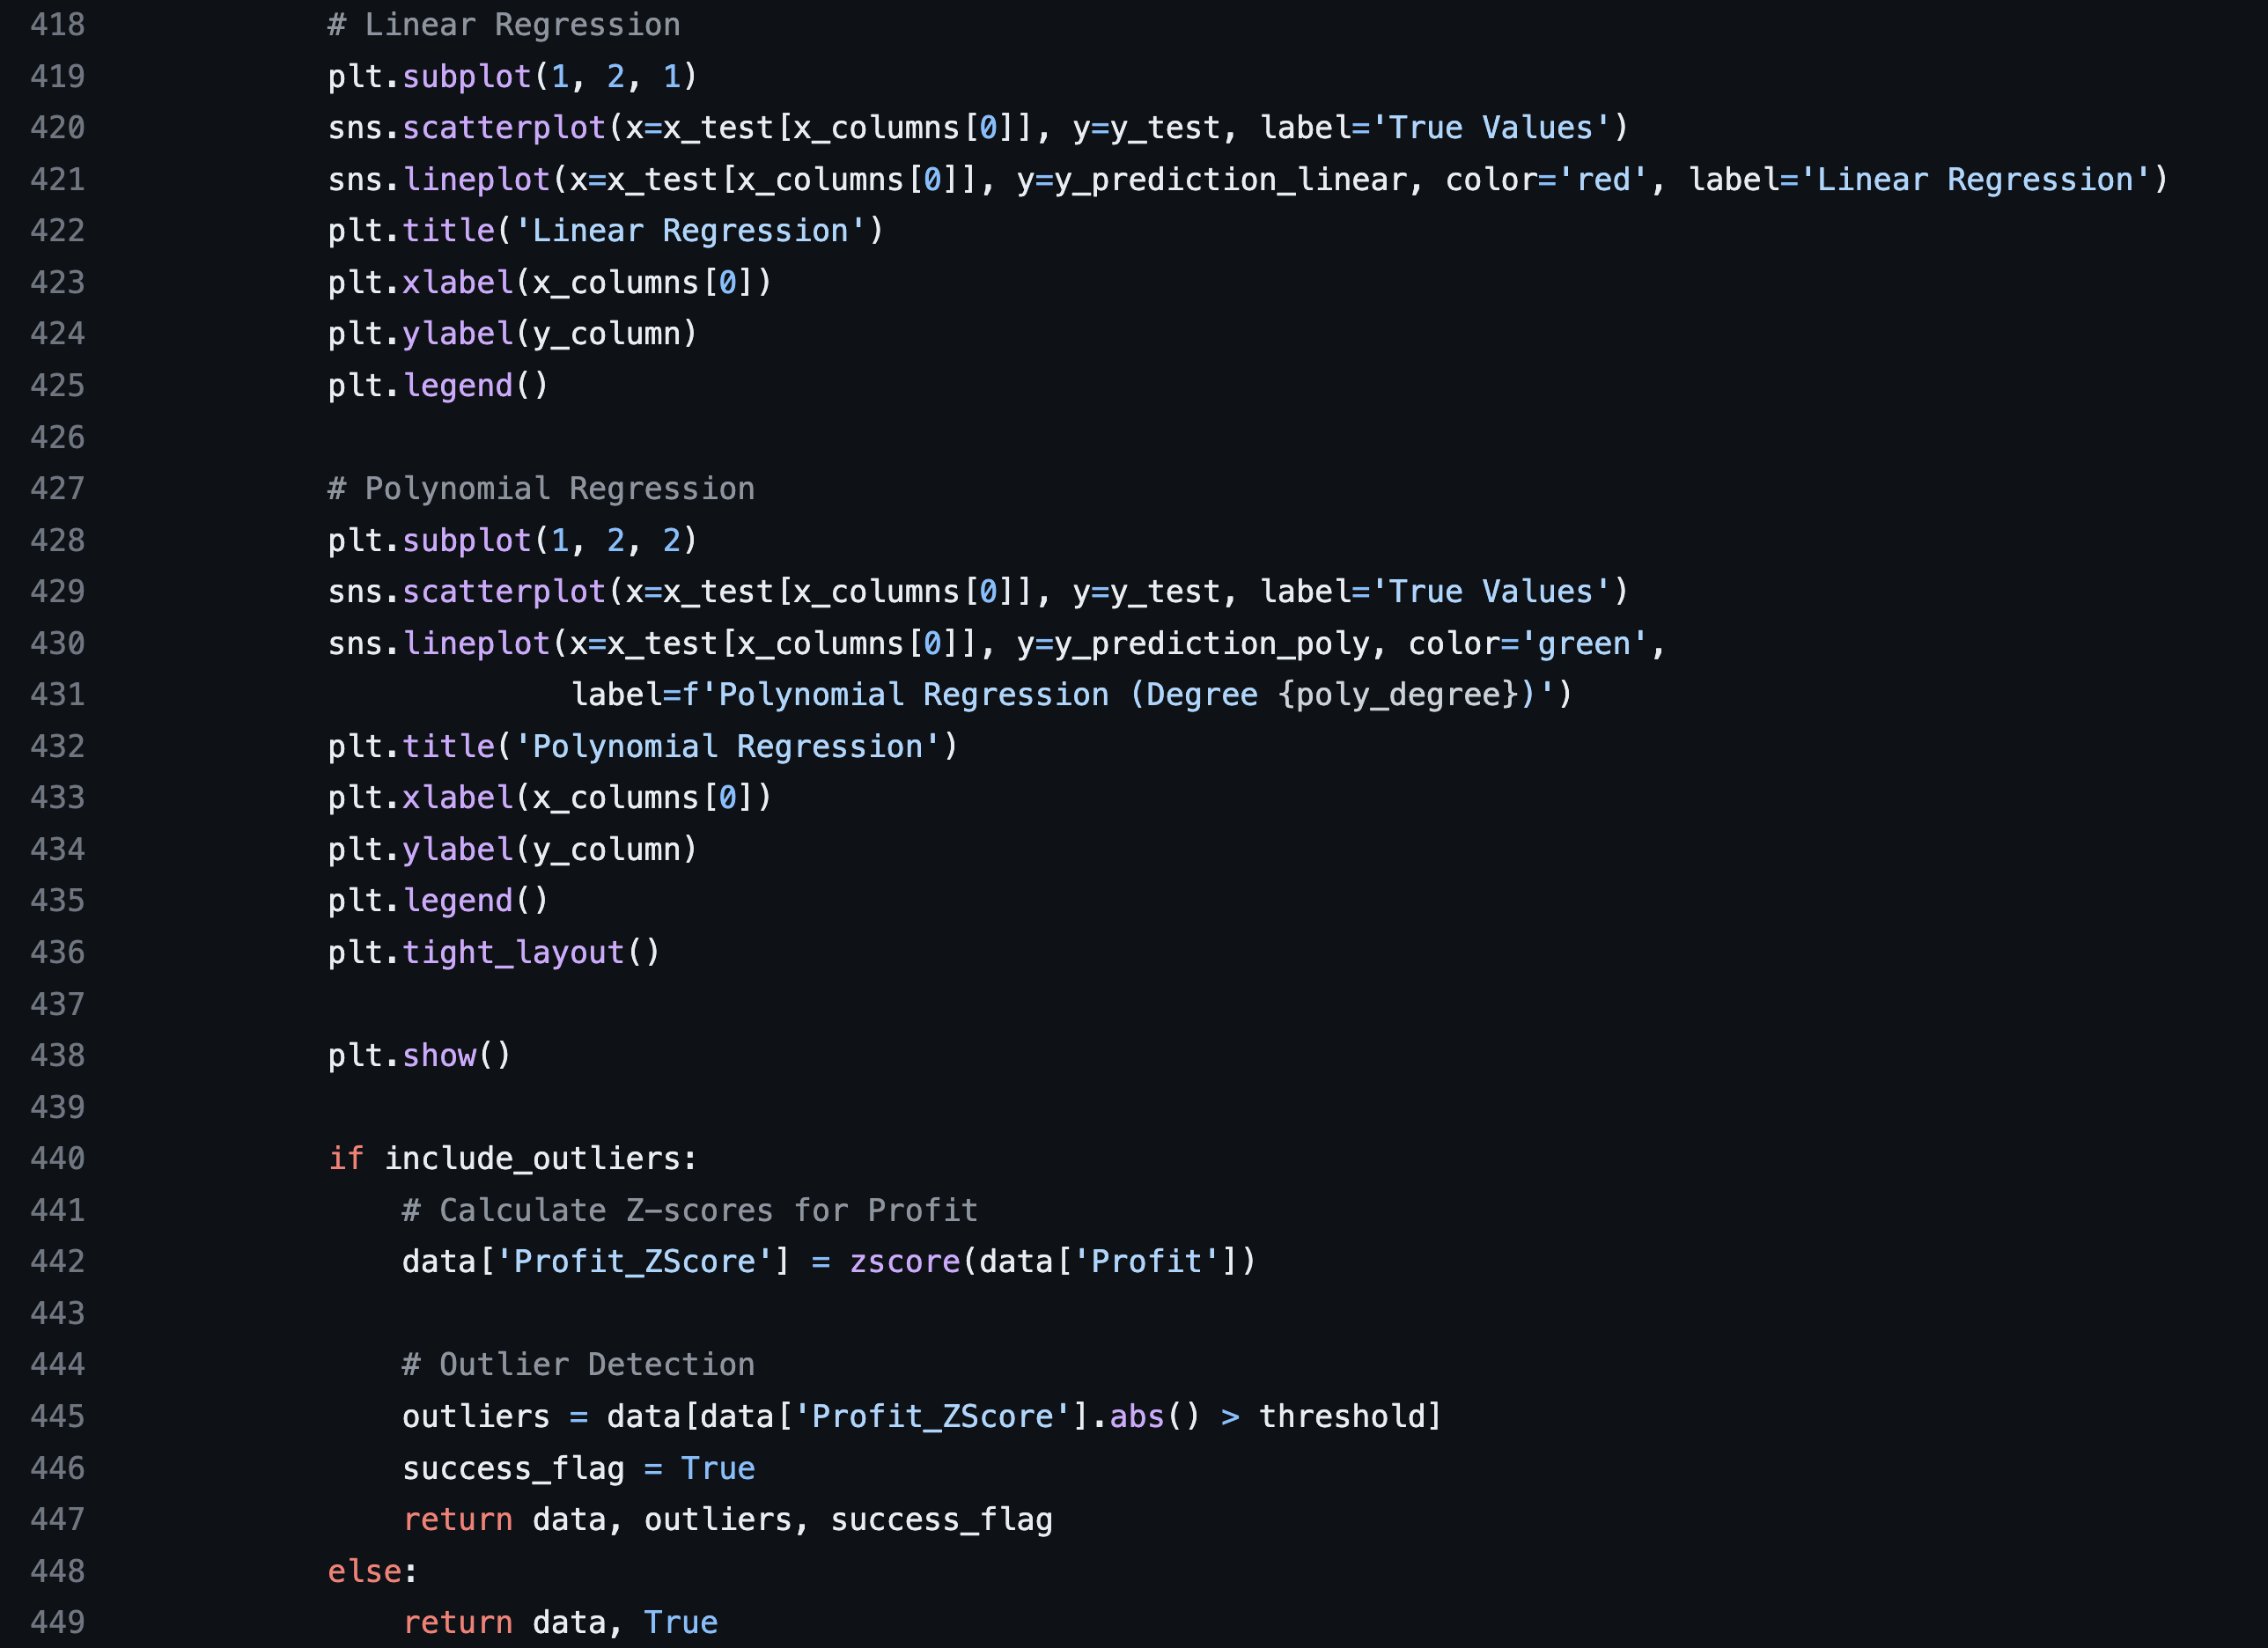 418 # Linear Regression
419 plt.subplot(1, 2, 1)
420 sns.scatterplot(x=x_test[x_columns[0]], y=y_test, label='True Values')
421 sns.lineplot(x=x_test[x_columns[0]], y=y_prediction_linear, color='red', label='Linear Regression')
422 plt.title('Linear Regression')
423 plt.xlabel(x_columns[0])
424 plt.ylabel(y_column)
425 plt.legend()
426
427 # Polynomial Regression
428 plt.subplot(1, 2, 2)
429 sns.scatterplot(x=x_test[x_columns[0]], y=y_test, label='True Values')
430 sns.lineplot(x=x_test[x_columns[0]], y=y_prediction_poly, color='green',
431 label=f'Polynomial Regression (Degree {poly_degree})')
432 plt.title('Polynomial Regression')
433 plt.xlabel(x_columns[0])
434 plt.ylabel(y_column)
435 plt.legend()
436 plt.tight_layout()
437
438 plt.show()
439
440 if include_outliers:
441 # Calculate Z-scores for Profit
442 data['Profit_ZScore'] = zscore(data['Profit'])
443
444 # Outlier Detection
445 outliers = data[data['Profit_ZScore'].abs() > threshold]
446 success_flag = True
447 return data, outliers, success_flag
448 else:
449 return data, True